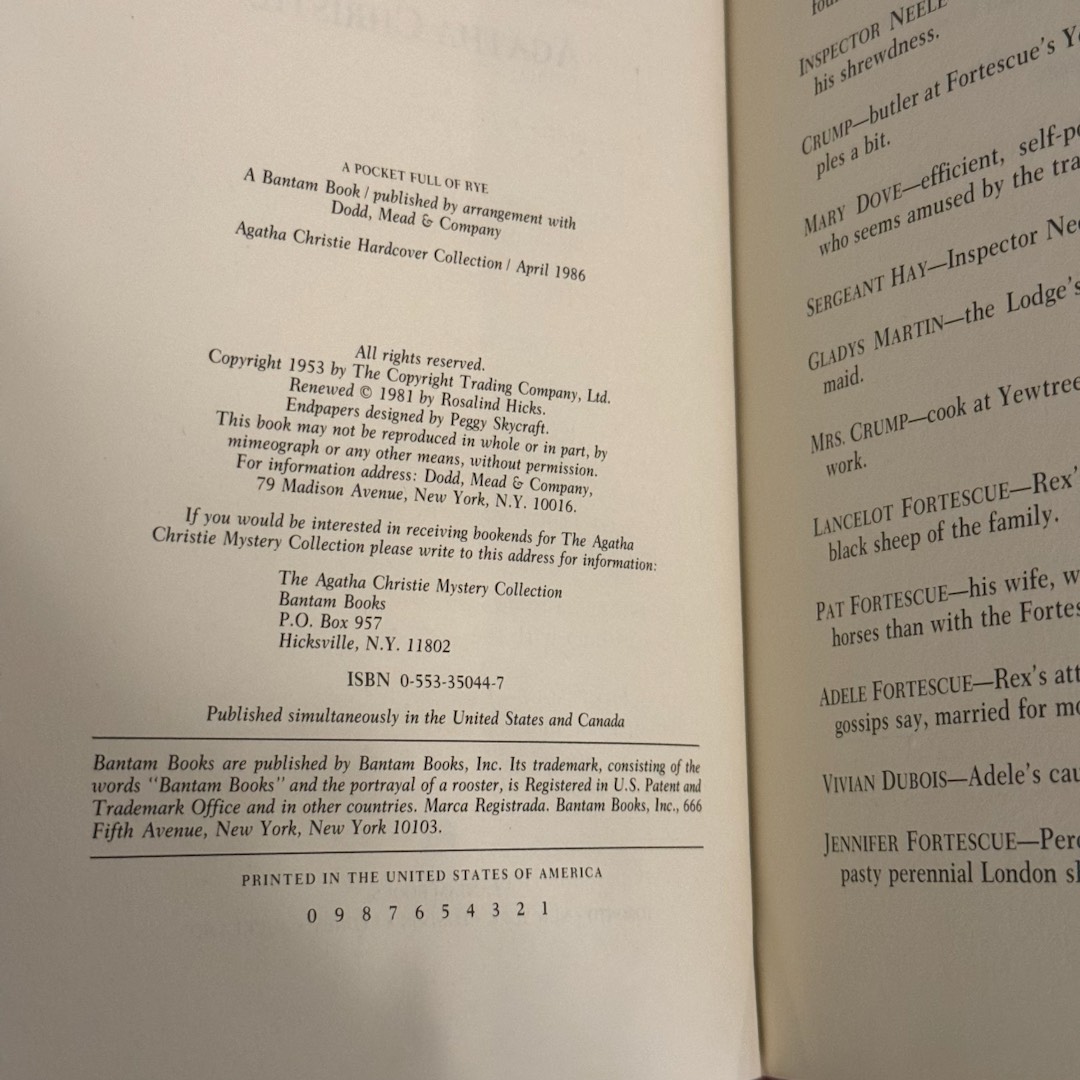 A POCKET FULL OF RYE
A Bantam Book / published by arrangement with
Dodd, Mead & Company
Agatha Christie Hardcover Collection / April 1986
All rights reserved.
Copyright 1953 by The Copyright Trading Company, Ltd.
Renewed © 1981 by Rosalind Hicks.
Endpapers designed by Peggy Skycraft.
This book may not be reproduced in whole or in part, by
mimeograph or any other means, without permission.
For information address: Dodd, Mead & Company,
79 Madison Avenue, New York, N.Y. 10016.
If you would be interested in receiving bookends for The Agatha
Christie Mystery Collection please write to this address for information:
The Agatha Christie Mystery Collection
Bantam Books
P.O. Box 957
Hicksville, N.Y. 11802
ISBN 0-553-35044-7
Published simultaneously in the United States and Canada
Bantam Books are published by Bantam Books, Inc. Its trademark, consisting of the
words "Bantam Books" and the portrayal of a rooster, is Registered in U.S. Patent and
Trademark Office and in other countries. Marca Registrada. Bantam Books, Inc., 666
Fifth Avenue, New York, New York 10103.
PRINTED IN THE UNITED STATES OF AMERICA
0 9 8 7 6 5 4 3 2 1
INSPECTOR NEELE
his shrewdness.
CRUMP—butler at Fortescue's
ples a bit.
MARY DOVE—efficient, self-po
who seems amused by the tra
SERGEANT HAY—Inspector Nee
GLADYS MARTIN—the Lodge's
maid.
MRS. CRUMP—cook at Yewtree
work.
LANCELOT FORTESCUE—Rex'
black sheep of the family.
PAT FORTESCUE—his wife, w
horses than with the Fortes
ADELE FORTESCUE—Rex's att
gossips say, married for mo
VIVIAN DUBOIS—Adele's cau
JENNIFER FORTESCUE—Perc
pasty perennial London sh